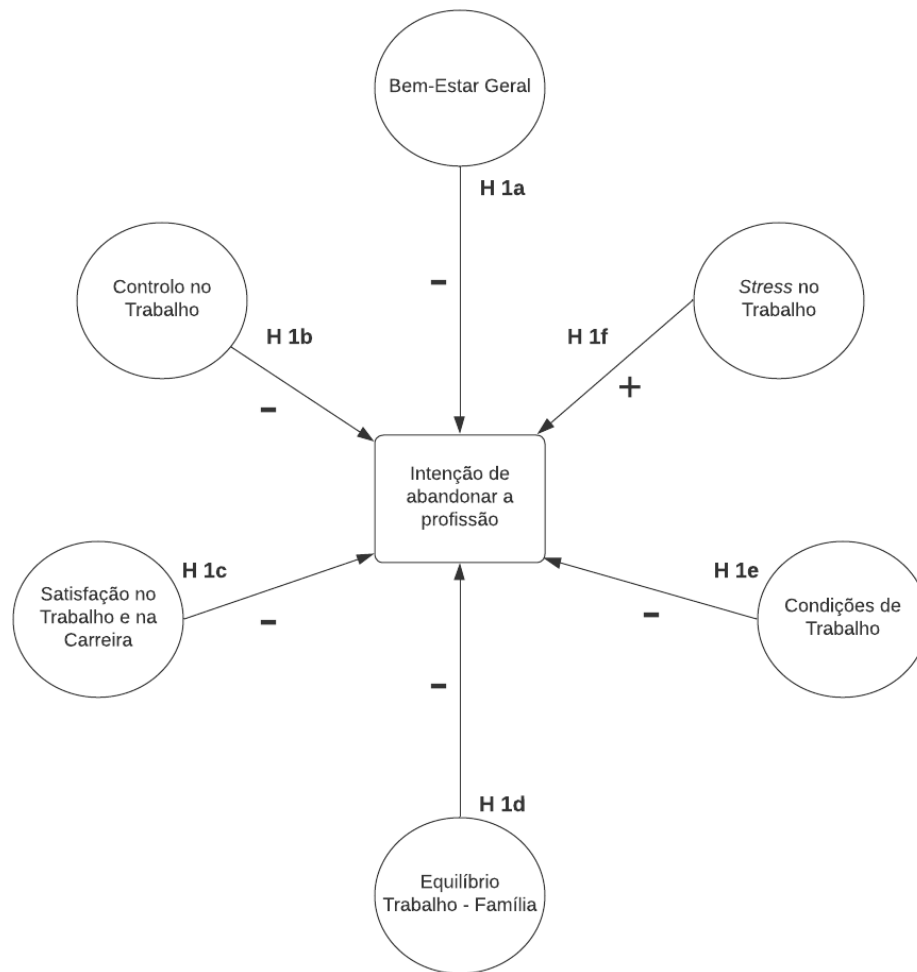 Bem-Estar Geral
H 1a
-
Controlo no
Trabalho
H 1b
-
Stress no
Trabalho
H 1f
+
Intenção de
abandonar a
profissão
Satisfação no
Trabalho e na
Carreira
H 1c
-
H 1e
-
Condições de
Trabalho
-
H 1d
Equilíbrio
Trabalho - Família